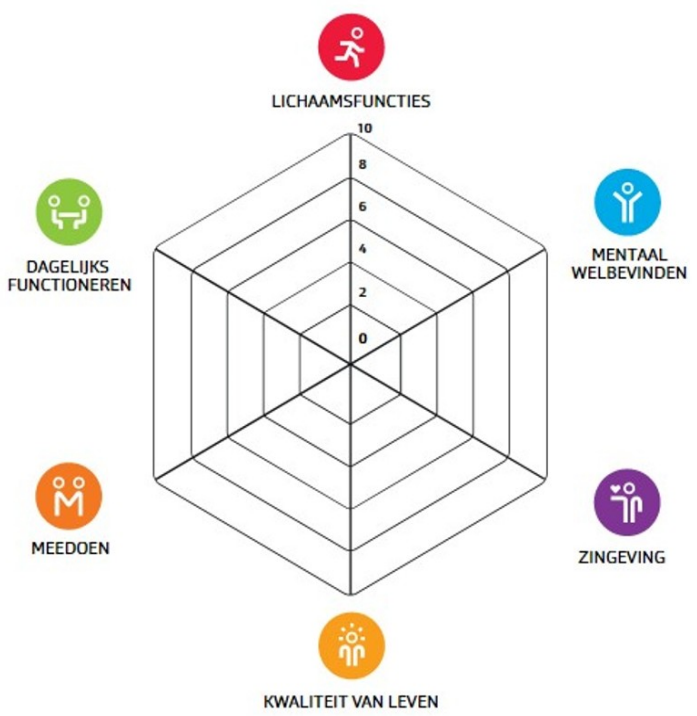 LICHAAMSFUNCTIES
10
8
6
4
2
0
MENTAAL
WELBEVINDEN
DAGELIJKS
FUNCTIONEREN
MEEDOEN
ZINGEVING
KWALITEIT VAN LEVEN